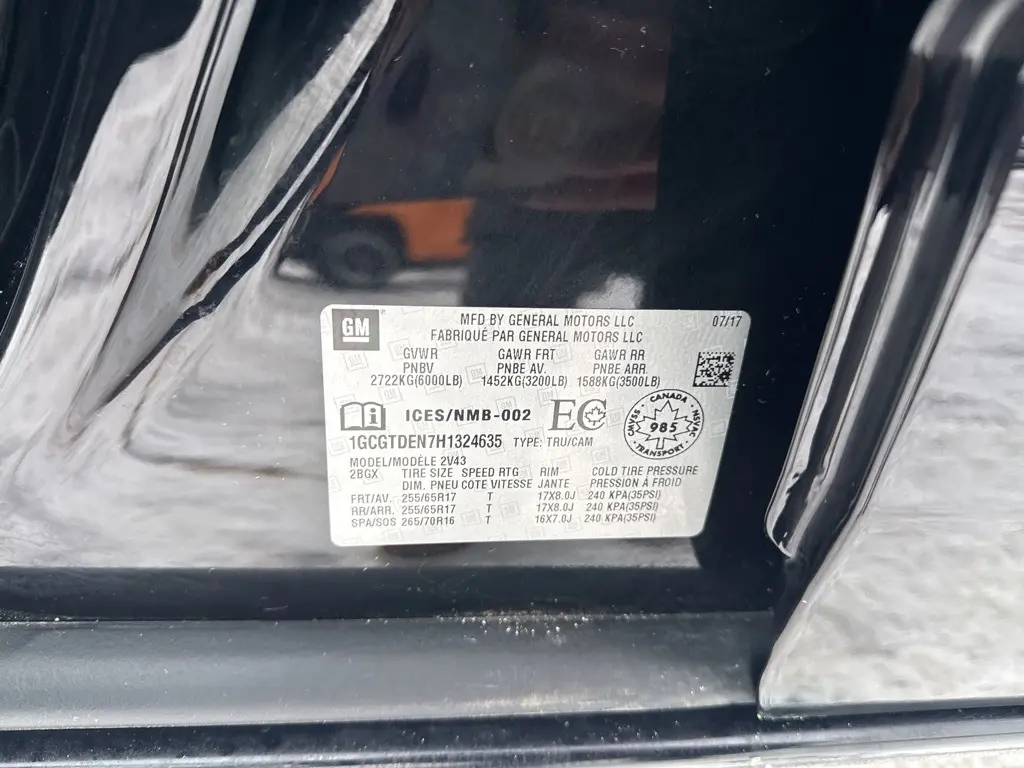 GM MFD BY GENERAL MOTORS LLC 07/17
FABRIQUÉ PAR GENERAL MOTORS LLC
GVWR GAWR FRT GAWR RR
PNBV PNBE AV. PNBE ARR.
2722KG(6000LB) 1452KG(3200LB) 1588KG(3500LB)
ICES/NMB-002 EC
CANADA
CMVSS 985 NSVAC
TRANSPORT
1GCGTDEN7H1324635 TYPE: TRU/CAM
MODEL/MODÈLE 2V43
2BGX TIRE SIZE SPEED RTG RIM COLD TIRE PRESSURE
DIM. PNEU COTE VITESSE JANTE PRESSION À FROID
FRT/AV. 255/65R17 T 17X8.0J 240 KPA(35PSI)
RR/ARR. 255/65R17 T 17X8.0J 240 KPA(35PSI)
SPA/SOS 265/70R16 T 16X7.0J 240 KPA(35PSI)